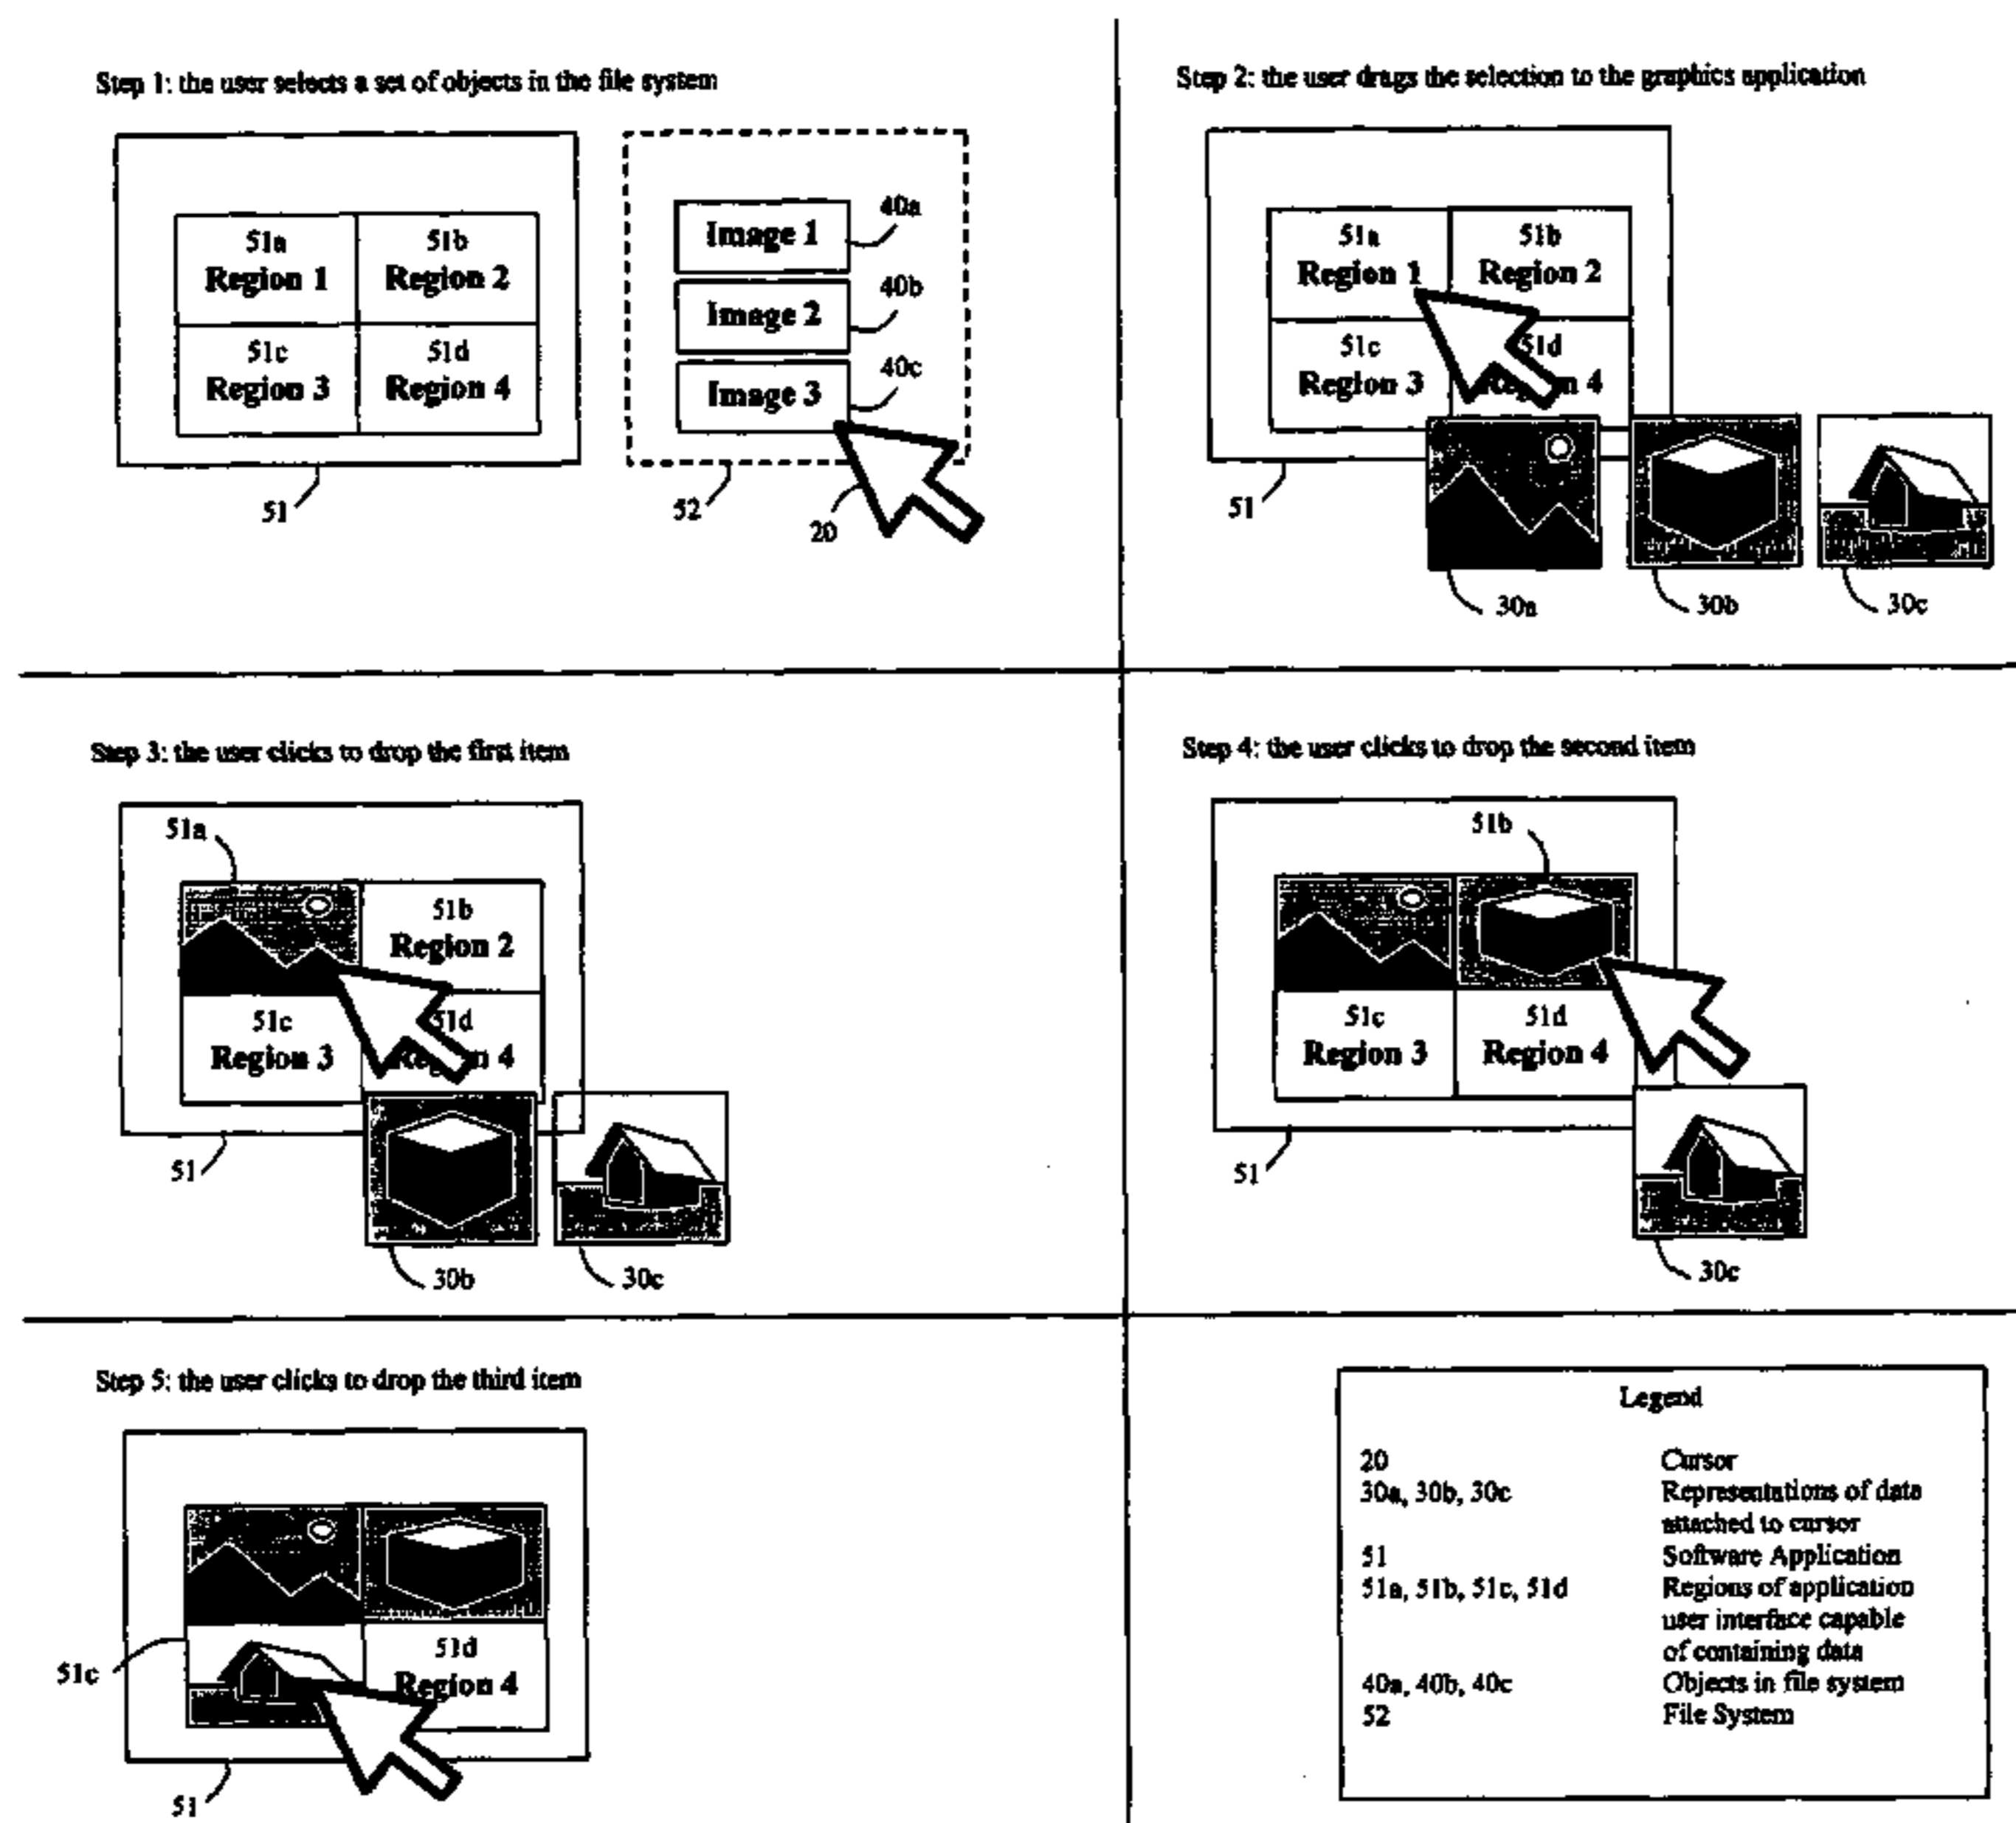 Step 1: the user selects a set of objects in the file system
51a
Region 1
51b
Region 2
51c
Region 3
51d
Region 4
51
Image 1
Image 2
Image 3
40a
40b
40c
52
20
Step 2: the user drags the selection to the graphics application
51a
Region 1
51b
Region 2
51c
Region 3
51d
Region 4
51
30a
30b
30c
Step 3: the user clicks to drop the first item
51a
51b
Region 2
51c
Region 3
51d
Region 4
51
30b
30c
Step 4: the user clicks to drop the second item
51b
51c
Region 3
51d
Region 4
51
30c
Step 5: the user clicks to drop the third item
51d
Region 4
51c
51
Legend
20 Cursor
30a, 30b, 30c Representations of data
attached to cursor
51 Software Application
51a, 51b, 51c, 51d Regions of application
user interface capable
of containing data
40a, 40b, 40c Objects in file system
52 File System